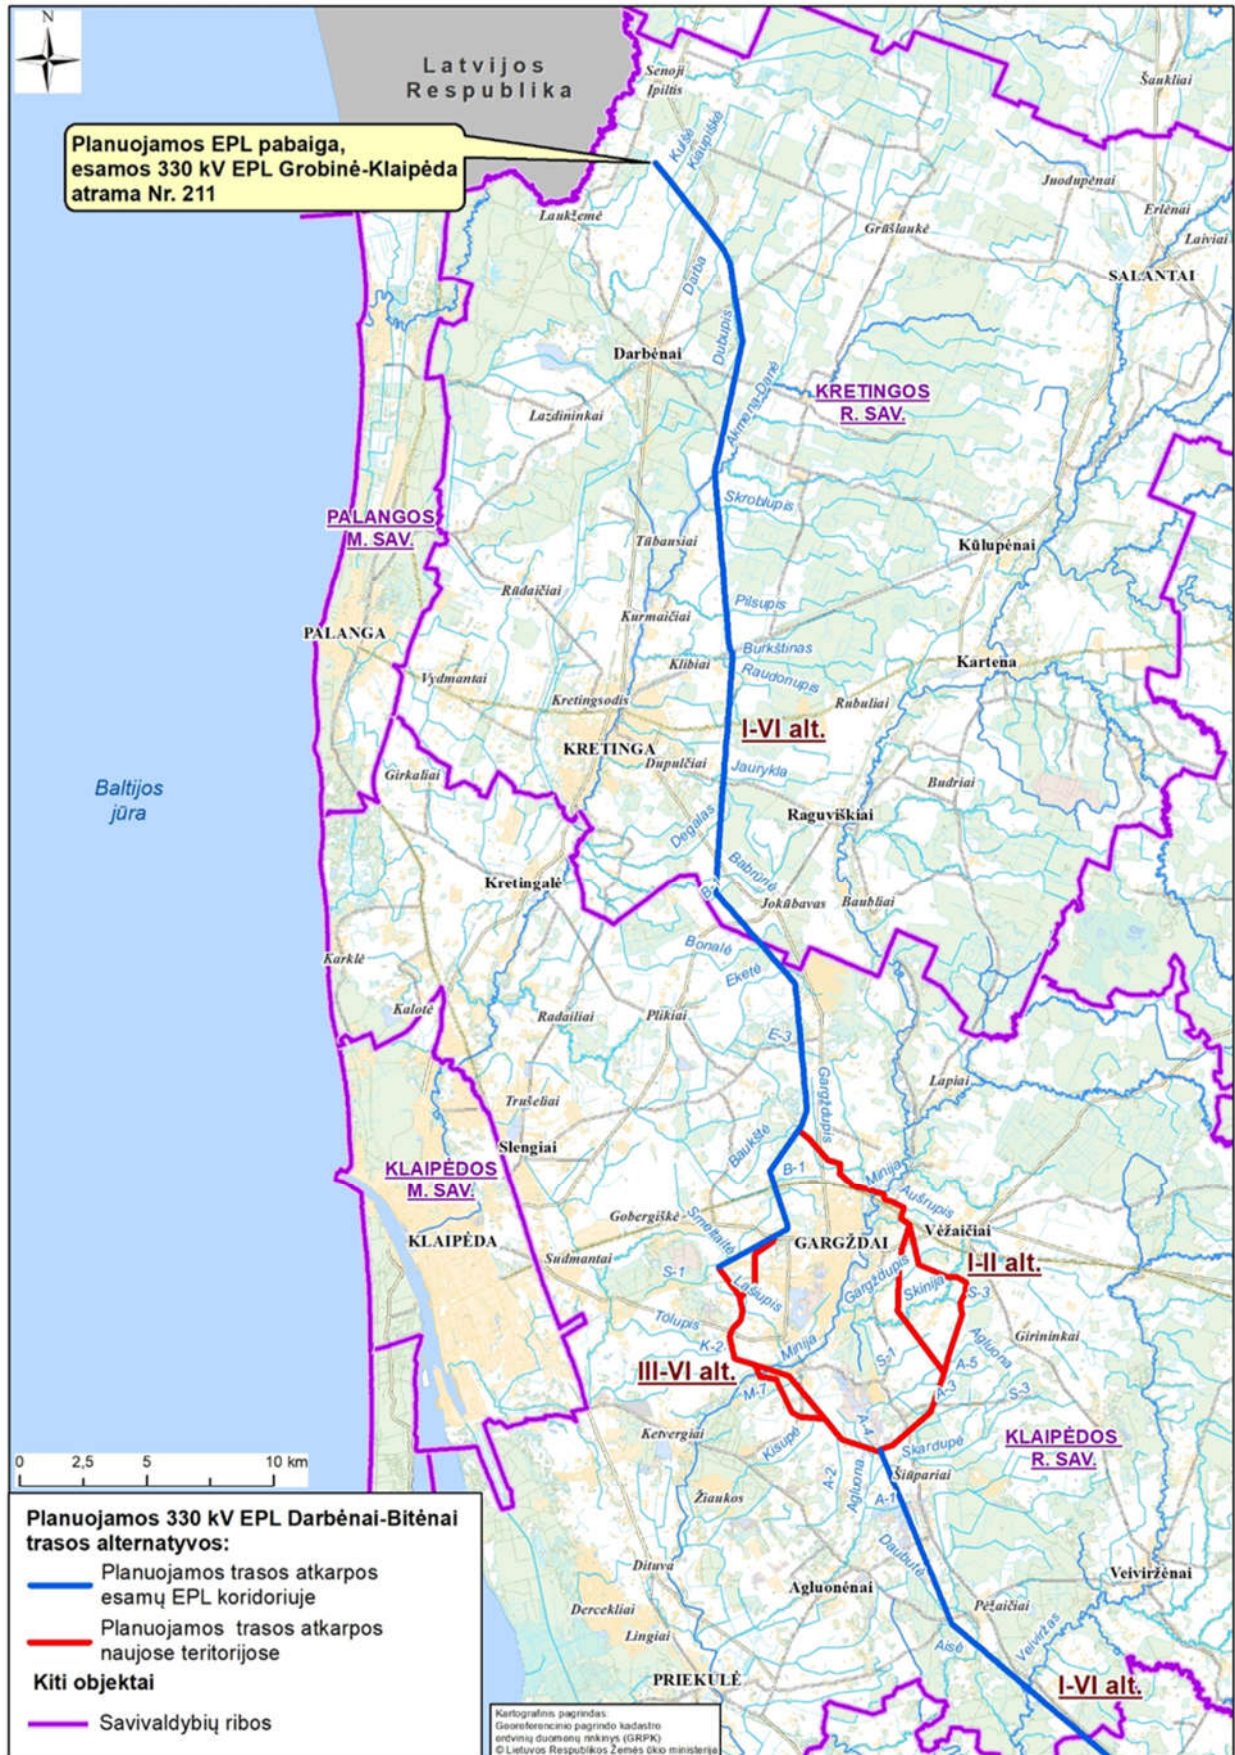 N
Latvijos
Respublika
Senoji
Įpiltis
Šaukliai
Planuojamos EPL pabaiga,
esamos 330 kV EPL Grobinė-Klaipėda
atrama Nr. 211
Kulšė
Kiaupiškė
Juodupėnai
Erlėnai
Laukžemė
Grūšlaukė
Laiviai
Darba
SALANTAI
Dubupis
Darbėnai
KRETINGOS
R. SAV.
Akmena-Danė
Lazdininkai
Skroblupis
PALANGOS
M. SAV.
Tūbausiai
Kūlupėnai
Rūdaičiai
Pilsupis
Kurmaičiai
PALANGA
Burkštinas
Klibiai
Kartena
Raudonupis
Vydmantai
Kretingsodis
Rubuliai
I-VI alt.
KRETINGA
Dupulčiai
Jaurykla
Girkaliai
Budriai
Baltijos
jūra
Raguviškiai
Degalas
Babrūnė
Kretingalė
B-1
Jokūbavas
Baubliai
Bonalė
Karklė
Eketė
Kalotė
Radailiai
Plikiai
E-3
Gargždupis
Lapiai
Trušeliai
Baukštė
Slengiai
KLAIPĖDOS
M. SAV.
B-1
Minija
Aušrupis
Gobergiškė
Smeltaitė
Vėžaičiai
KLAIPĖDA
GARGŽDAI
Sudmantai
S-1
Lašupis
Gargždupis
Skinija
I-II alt.
S-3
Tolupis
K-2
Minija
Girininkai
S-1
Agluona
A-5
III-VI alt.
M-7
A-3
S-3
A-4
Ketvergiai
Kisupė
Skardupė
KLAIPĖDOS
R. SAV.
0 2,5 5 10 km
A-2
Agluona
Šiūpariai
Žiaukos
A-1
Planuojamos 330 kV EPL Darbėnai-Bitėnai
trasos alternatyvos:
Planuojamos trasos atkarpos
esamų EPL koridoriuje
Planuojamos trasos atkarpos
naujose teritorijose
Kiti objektai
Savivaldybių ribos
Daubutė
Dituva
Agluonėnai
Veiviržėnai
Pėžaičiai
Dercekliai
Lingiai
Aisė
Veiviržas
PRIEKULĖ
I-VI alt.
Kartografinis pagrindas:
Georeferencinio pagrindo kadastro
erdvinių duomenų rinkinys (GRPK)
© Lietuvos Respublikos Žemės ūkio ministerija